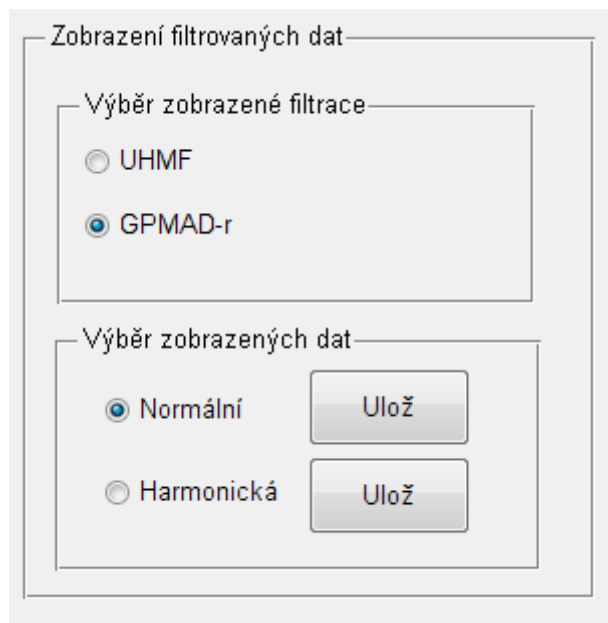 Zobrazení filtrovaných dat
Výběr zobrazené filtrace
UHMF
GPMAD-r
Výběr zobrazených dat
Normální
Ulož
Harmonická
Ulož